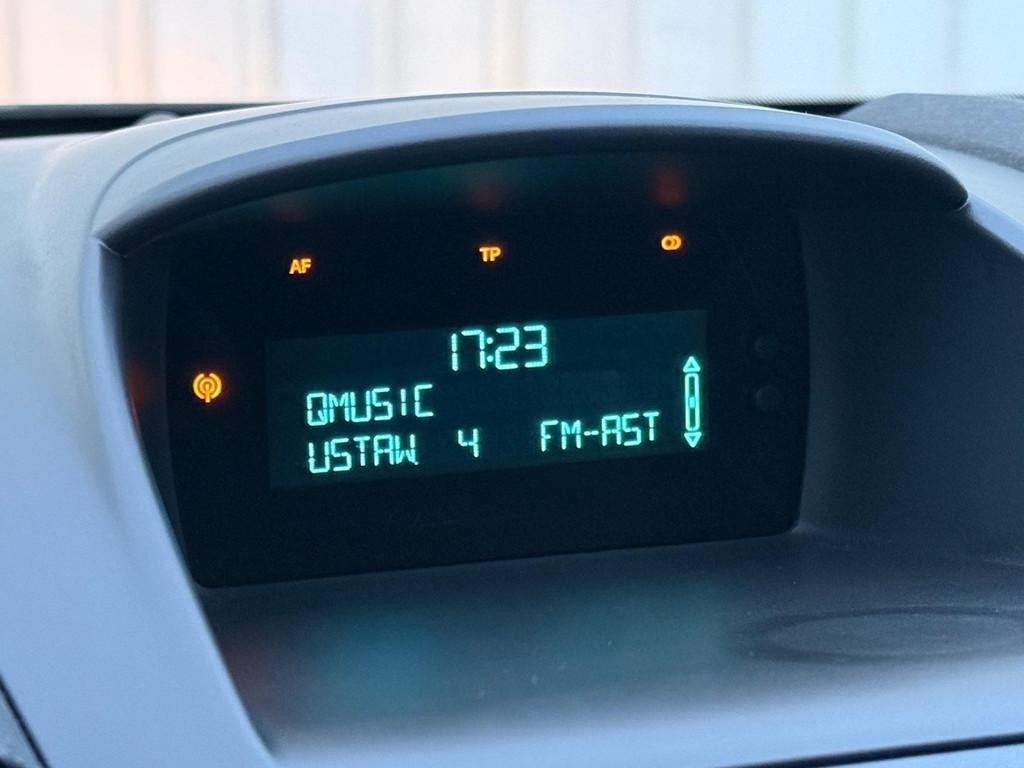 AF TP
17:23
QMUSIC
USTAW 4 FM-AST